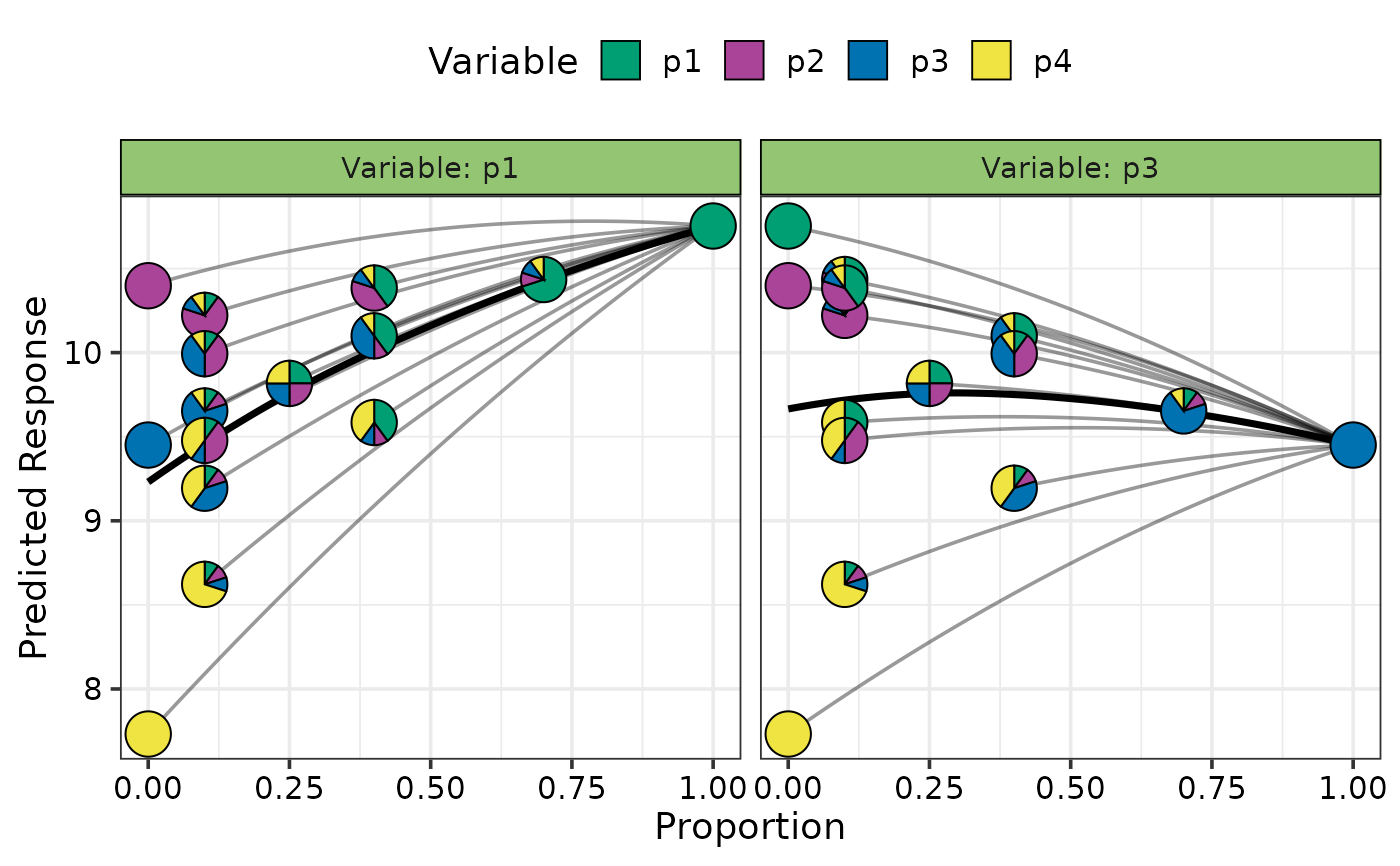 Variable p1 p2 p3 p4
Variable: p1 Variable: p3
Predicted Response
10
9
8
0.00 0.25 0.50 0.75 1.00 0.00 0.25 0.50 0.75 1.00
Proportion